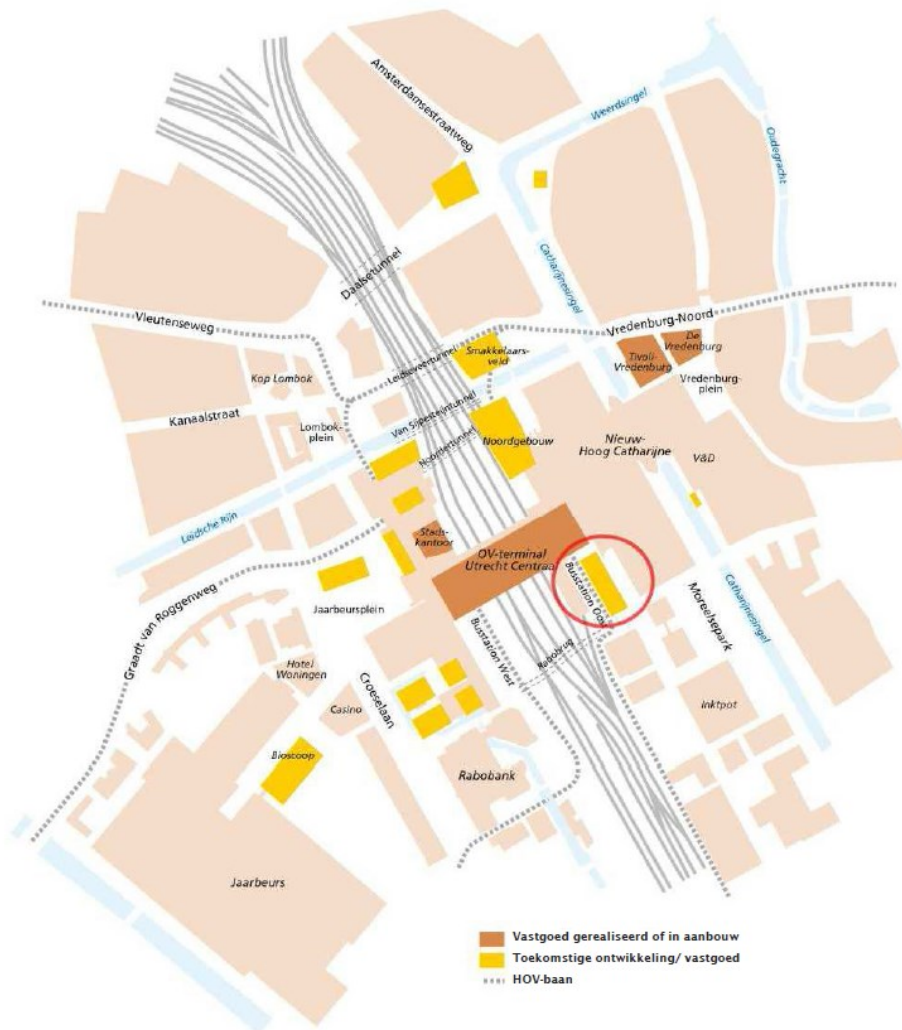 Amsterdamsestraatweg
Weerdsingel
Oudegracht
Daalsetunnel
Catharijnesingel
Vleutenseweg
Vredenburg-Noord
Leidseveertunnel
Smakkelaars-
veld
Tivoli-
Vredenburg
De
Vredenburg
Vredenburg-
plein
Kop Lombok
Kanaalstraat
Lombok-
plein
Van Sijpesteintunnel
Noordertunnel
Noordgebouw
Nieuw-
Hoog Catharijne
V&D
Leidsche Rijn
Stads-
kantoor
OV-terminal
Utrecht Centraal
Busstation Oost
Jaarbeursplein
Graadt van Roggenweg
Moreelsepark
Catharijnesingel
Busstation West
Rabobrug
Hotel
Woningen
Croeselaan
Casino
Inktpot
Bioscoop
Rabobank
Jaarbeurs
Vastgoed gerealiseerd of in aanbouw
Toekomstige ontwikkeling/ vastgoed
HOV-baan